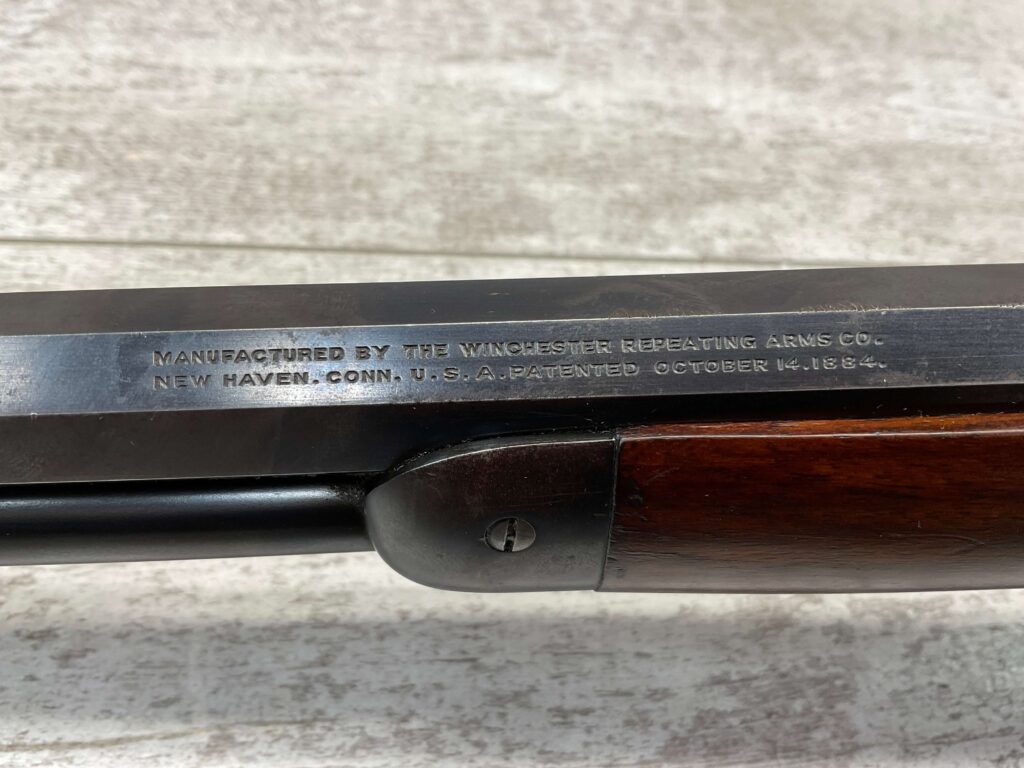 MANUFACTURED BY THE WINCHESTER REPEATING ARMS CO.
NEW HAVEN. CONN. U.S.A. PATENTED OCTOBER 14.1884.